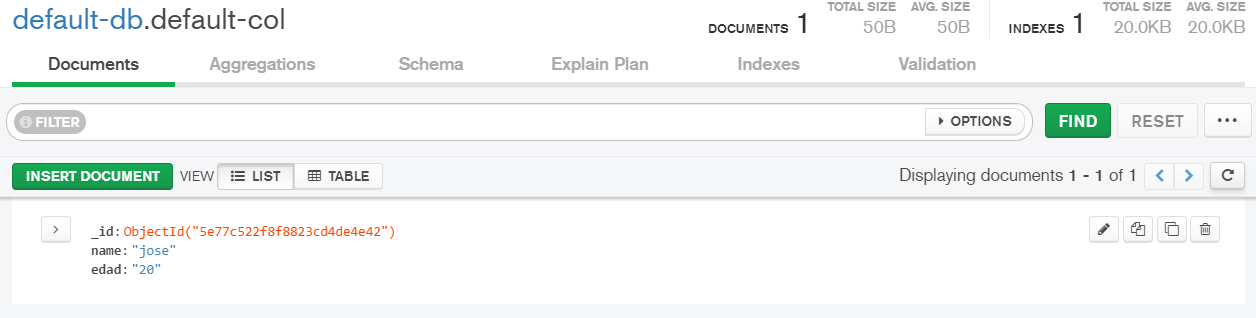 default-db.default-col
DOCUMENTS 1 TOTAL SIZE 50B AVG. SIZE 50B INDEXES 1 TOTAL SIZE 20.0KB AVG. SIZE 20.0KB
Documents Aggregations Schema Explain Plan Indexes Validation
FILTER OPTIONS FIND RESET ...
INSERT DOCUMENT VIEW LIST TABLE Displaying documents 1 - 1 of 1
_id: ObjectId("5e77c522f8f8823cd4de4e42")
name: "jose"
edad: "20"